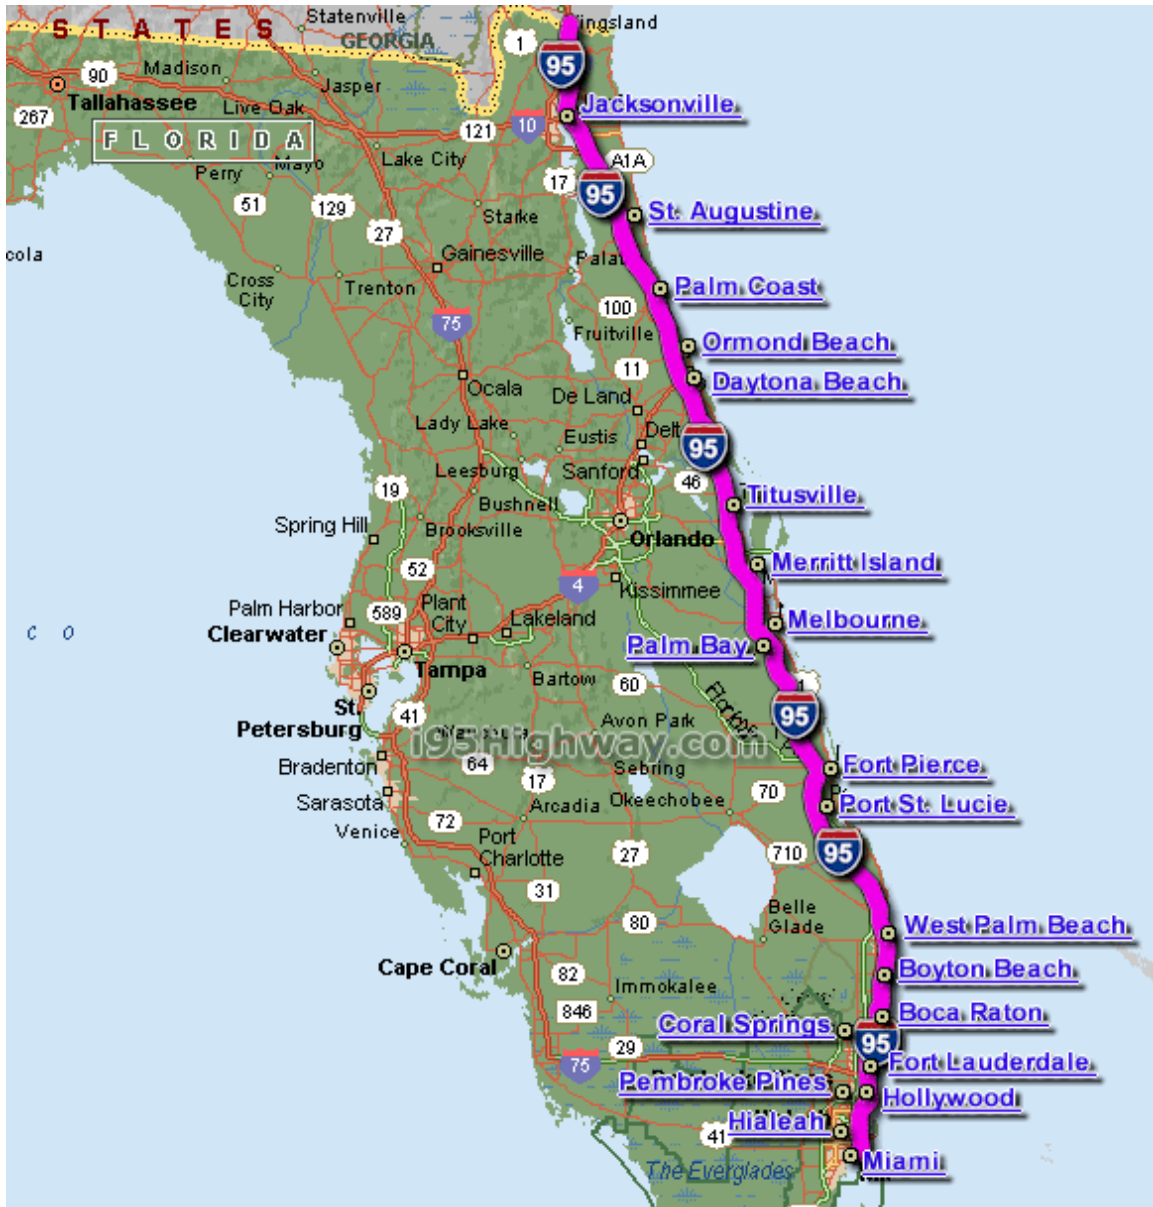 Statenville
Kingsland
S T A T E S
GEORGIA
1
95
90
Madison
Jasper
Tallahassee
Live Oak
Jacksonville
267
121
10
F L O R I D A
Lake City
A1A
Perry
Mayo
17
95
51
129
Starke
St. Augustine
27
Gainesville
cola
Palat
Cross
City
Trenton
Palm Coast
100
75
Fruitville
Ormond Beach
11
Ocala
Daytona Beach
De Land
Lady Lake
Eustis
Delt
95
Leesburg
Sanford
46
19
Bushnell
Titusville
Spring Hill
Brooksville
Orlando
52
Merritt Island
4
Kissimmee
Palm Harbor
589
Plant
City
Lakeland
Melbourne
C O
Clearwater
Palm Bay
Tampa
Bartow
60
1
St.
Petersburg
41
Avon Park
Florida's
95
i95Highway.com
Bradenton
64
Sebring
Fort Pierce
17
70
Sarasota
Arcadia
Okeechobee
Port St. Lucie
Venice
72
Port
Charlotte
27
710
95
31
Belle
Glade
80
West Palm Beach
Cape Coral
82
Boyton Beach
Immokalee
846
Boca Raton
Coral Springs
95
29
75
Fort Lauderdale
Pembroke Pines
Hollywood
Hialeah
41
The Everglades
Miami